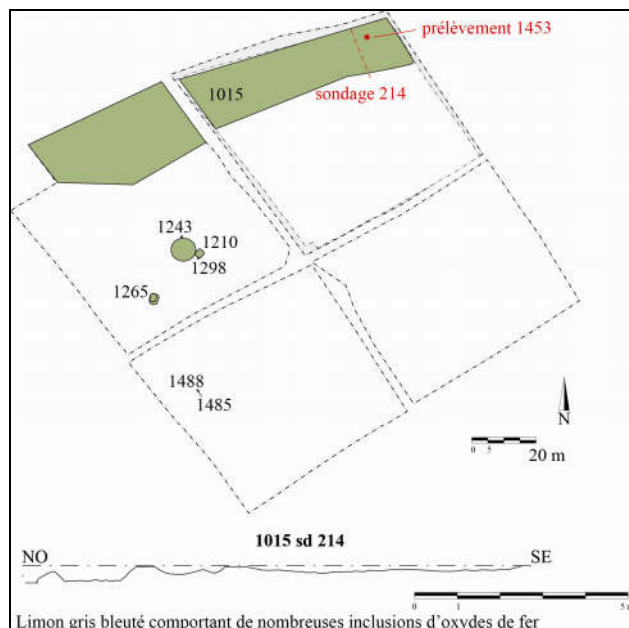 prélèvement 1453
1015
sondage 214
1243
1210
1298
1265
1488
1485
N
0 5
20 m
1015 sd 214
NO SE
0 1 5 m
Limon gris bleuté comportant de nombreuses inclusions d'oxydes de fer